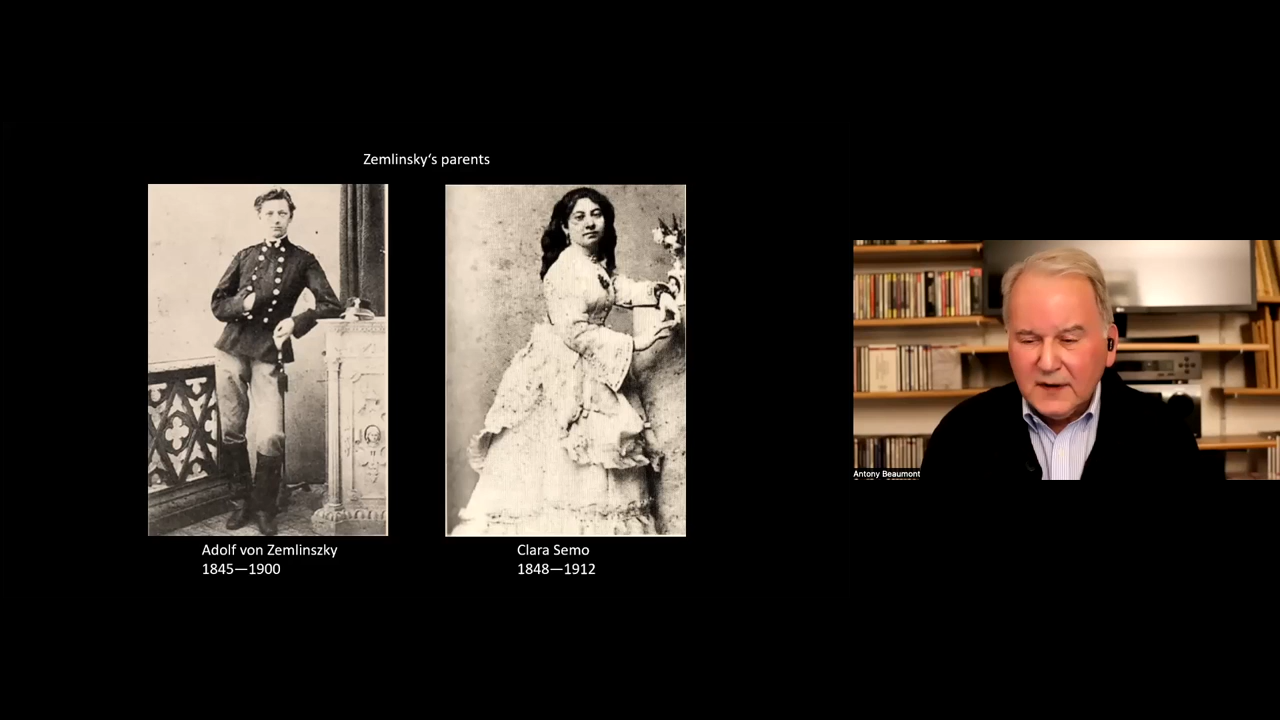 Zemlinsky‘s parents
Adolf von Zemlinszky
1845—1900
Clara Semo
1848—1912
Antony Beaumont